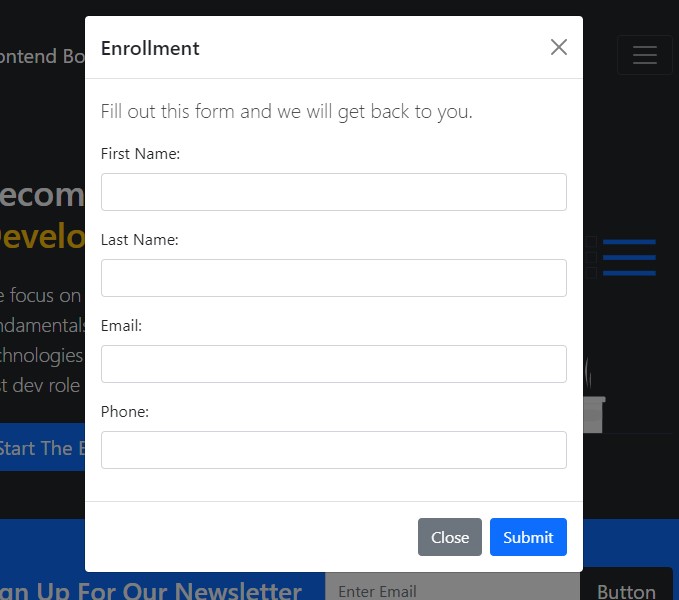 Enrollment
Fill out this form and we will get back to you.
First Name:
Last Name:
Email:
Phone:
Close Submit
ontend Bo
ecom
evelo
e focus on
ndamentals
chnologies
st dev role
Start The B
gn Up For Our Newsletter
Enter Email
Button